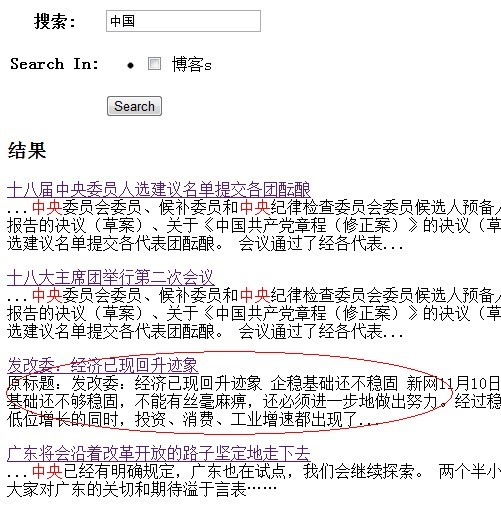 搜索: 中国
Search In: • 博客s
Search
结果
十八届中央委员人选建议名单提交各团酝酿
...中央委员会委员、候补委员和中央纪律检查委员会委员候选人预备人
报告的决议（草案）、关于《中国共产党章程（修正案）》的决议（草案
选建议名单提交各代表团酝酿。 会议通过了经各代表...
十八大主席团举行第二次会议
...中央委员会委员、候补委员和中央纪律检查委员会委员候选人预备人
报告的决议（草案）、关于《中国共产党章程（修正案）》的决议（草案
选建议名单提交各代表团酝酿。 会议通过了经各代表...
发改委：经济已现回升迹象
原标题：发改委：经济已现回升迹象 企稳基础还不稳固 新网11月10日
基础还不够稳固，不能有丝毫麻痹，还必须进一步地做出努力。经过稳
低位增长的同时，投资、消费、工业增速都出现了...
广东将会沿着改革开放的路子坚定地走下去
...中央已经有明确规定，广东也在试点，我们会继续探索。 两个半小
大家对广东的关切和期待溢于言表……